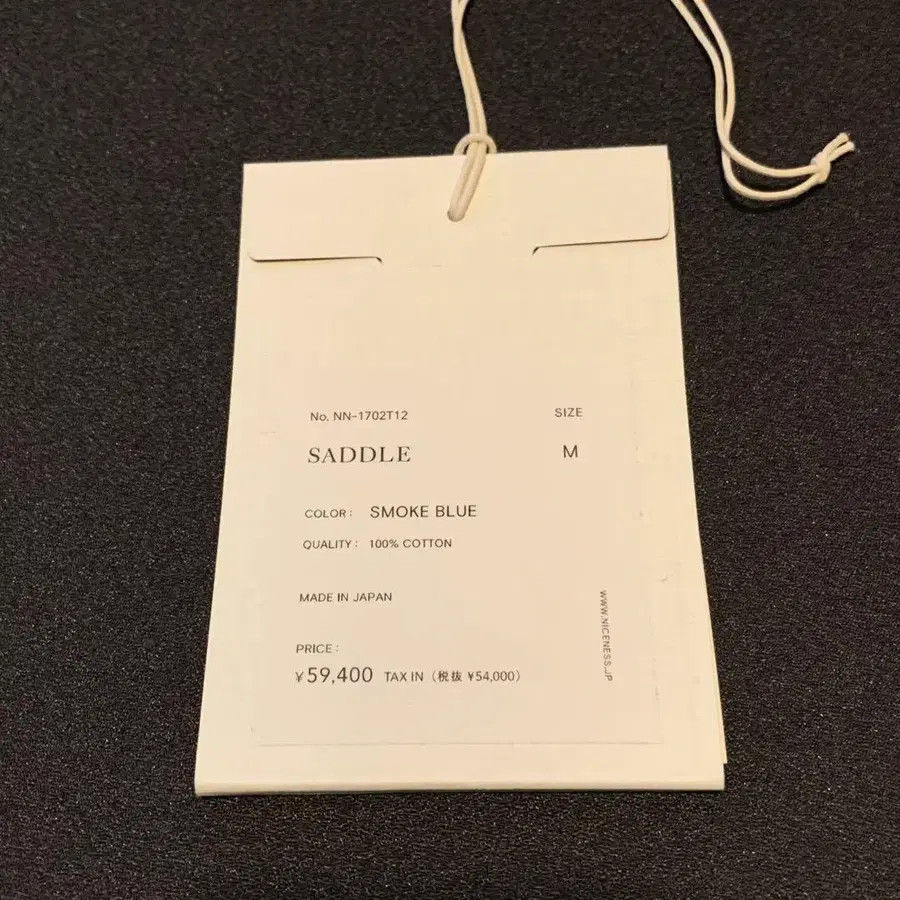 No. NN-1702T12
SIZE
SADDLE
M
COLOR: SMOKE BLUE
QUALITY: 100% COTTON
MADE IN JAPAN
WWW.NICENESS.JP
PRICE:
¥59,400 TAX IN (税抜 ¥54,000)